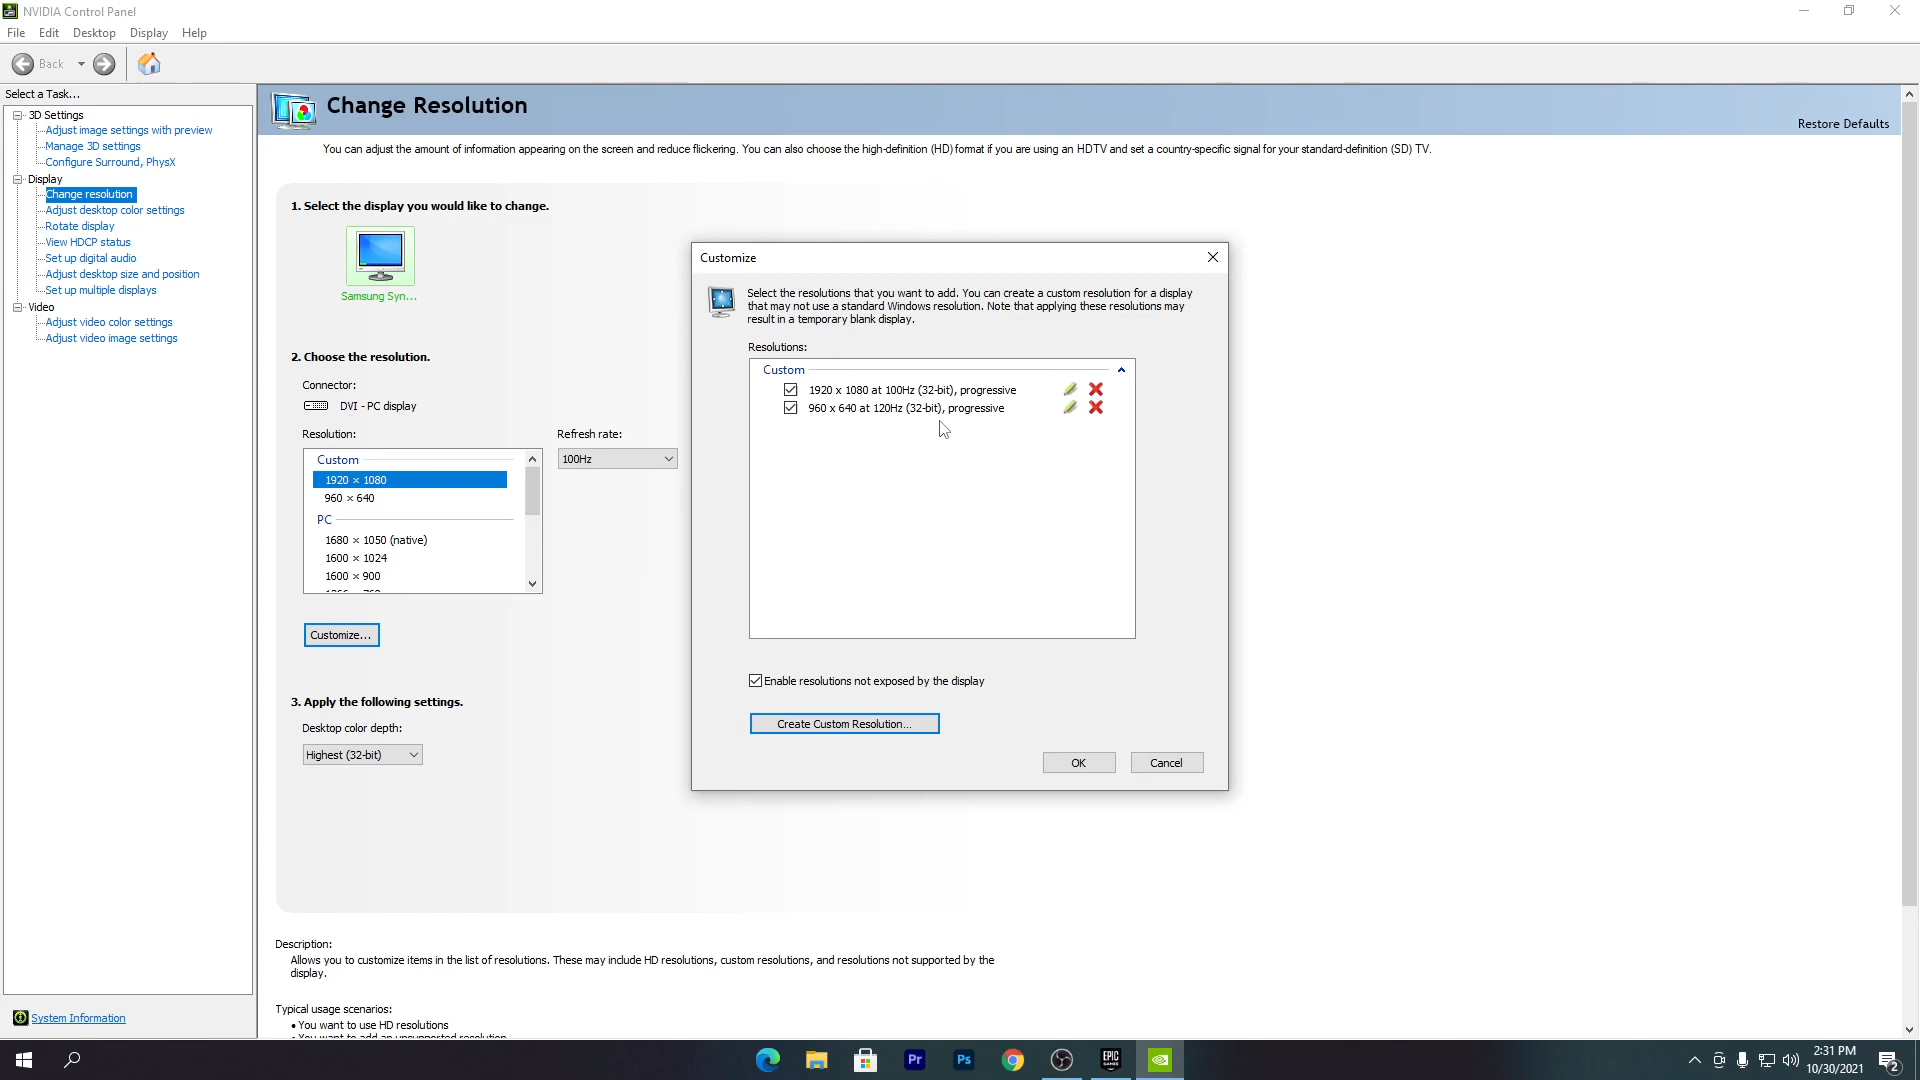 NVIDIA Control Panel
File Edit Desktop Display Help
Back
Select a Task...
3D Settings
Adjust image settings with preview
Manage 3D settings
Configure Surround, PhysX
Display
Change resolution
Adjust desktop color settings
Rotate display
View HDCP status
Set up digital audio
Adjust desktop size and position
Set up multiple displays
Video
Adjust video color settings
Adjust video image settings
System Information
Change Resolution
Restore Defaults
You can adjust the amount of information appearing on the screen and reduce flickering. You can also choose the high-definition (HD) format if you are using an HDTV and set a country-specific signal for your standard-definition (SD) TV.
1. Select the display you would like to change.
Samsung Syn...
2. Choose the resolution.
Connector:
DVI - PC display
Resolution:
Refresh rate:
Custom
1920 × 1080
960 × 640
PC
1680 × 1050 (native)
1600 × 1024
1600 × 900
100Hz
Customize...
3. Apply the following settings.
Desktop color depth:
Highest (32-bit)
Description:
Allows you to customize items in the list of resolutions. These may include HD resolutions, custom resolutions, and resolutions not supported by the
display.
Typical usage scenarios:
• You want to use HD resolutions
• You want to add an unsupported resolution
Customize
Select the resolutions that you want to add. You can create a custom resolution for a display
that may not use a standard Windows resolution. Note that applying these resolutions may
result in a temporary blank display.
Resolutions:
Custom
1920 x 1080 at 100Hz (32-bit), progressive
960 x 640 at 120Hz (32-bit), progressive
Enable resolutions not exposed by the display
Create Custom Resolution...
OK
Cancel
Pr
Ps
EPIC
GAMES
2:31 PM
10/30/2021
2